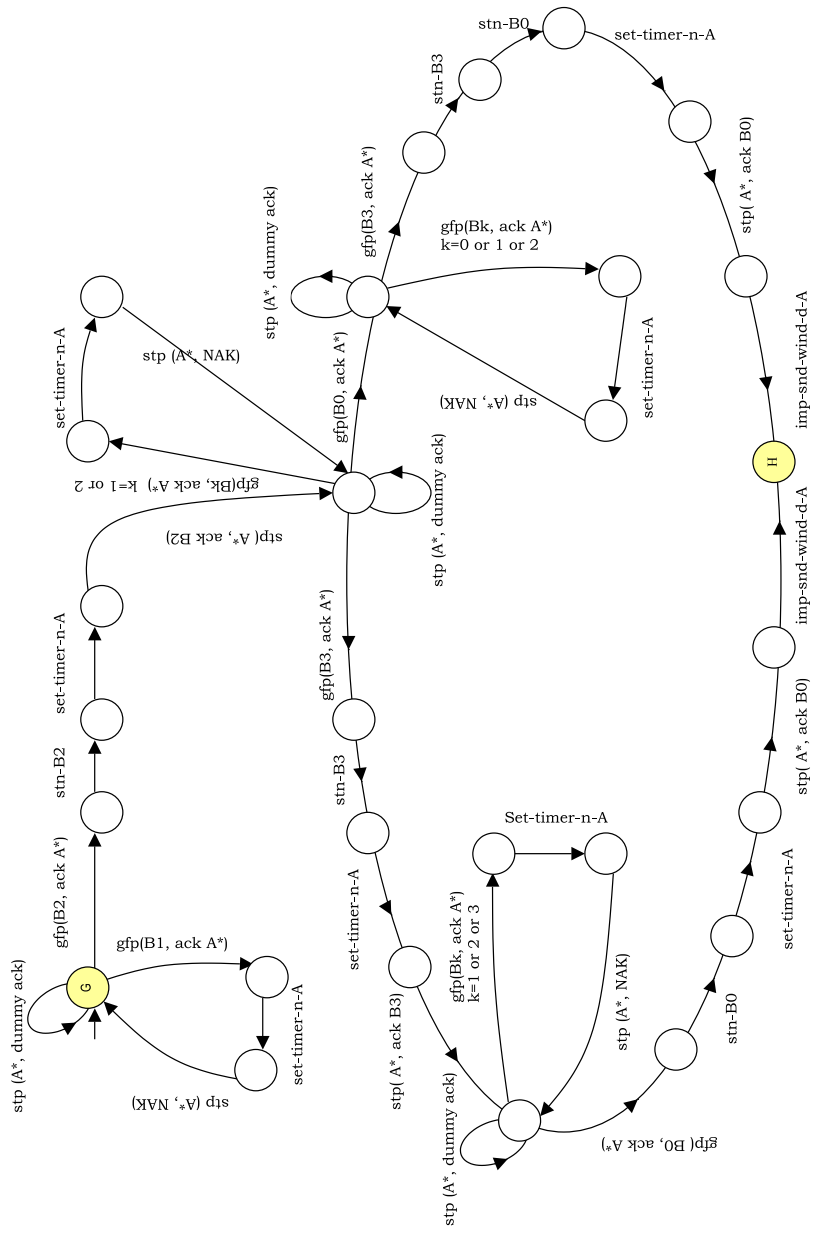 stn-B0
set-timer-n-A
stn-B3
gfp(B3, ack A*)
stp( A*, ack B0)
stp (A*, dummy ack)
gfp(Bk, ack A*)
k=0 or 1 or 2
set-timer-n-A
stp (A*, NAK)
gfp(B0, ack A*)
stp (A*, NAK)
set-timer-n-A
imp-snd-wind-d-A
H
gfp(Bk, ack A*) k=1 or 2
stp (A*, dummy ack)
stp( A*, ack B2)
imp-snd-wind-d-A
set-timer-n-A
gfp(B3, ack A*)
stn-B2
stn-B3
stp( A*, ack B0)
gfp(B2, ack A*)
Set-timer-n-A
set-timer-n-A
set-timer-n-A
gfp(B1, ack A*)
G
gfp(Bk, ack A*)
k=1 or 2 or 3
stp (A*, dummy ack)
set-timer-n-A
stp (A*, NAK)
stn-B0
stp( A*, ack B3)
stp (A*, NAK)
stp (A*, dummy ack)
gfp( B0, ack A*)